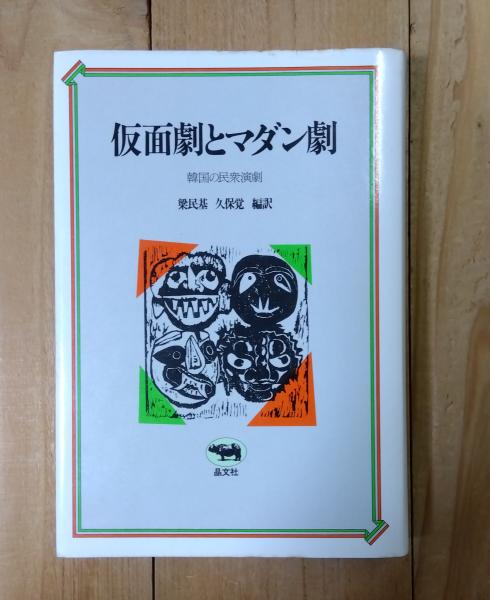 仮面劇とマダン劇
韓国の民衆演劇
梁民基 久保覚 編訳
晶文社